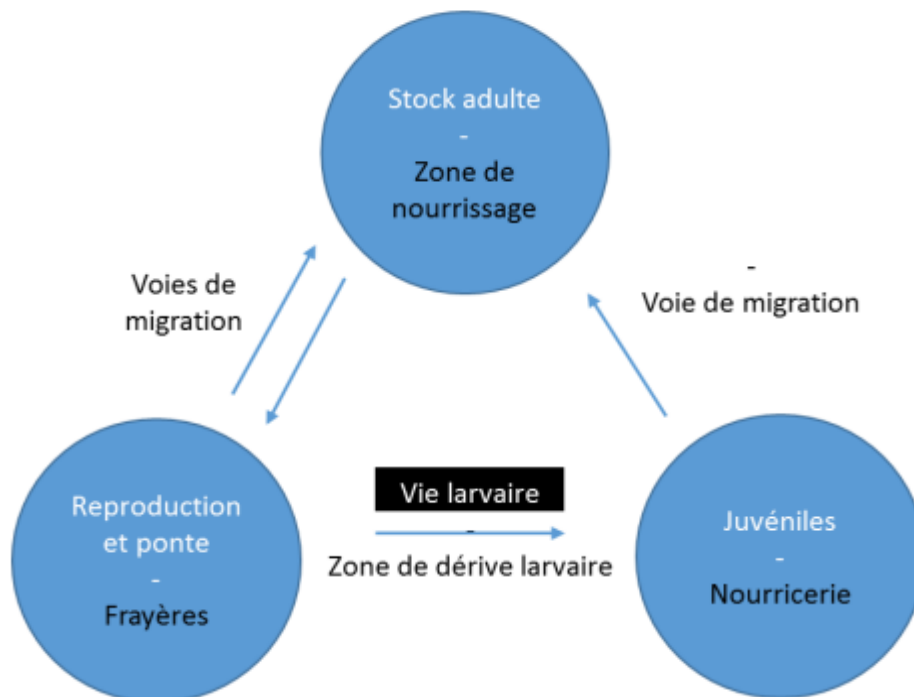 Stock adulte
-
Zone de
nourrissage
Voies de
migration
-
Voie de migration
Reproduction
et ponte
-
Frayères
Vie larvaire
-
Zone de dérive larvaire
Juvéniles
-
Nourricerie